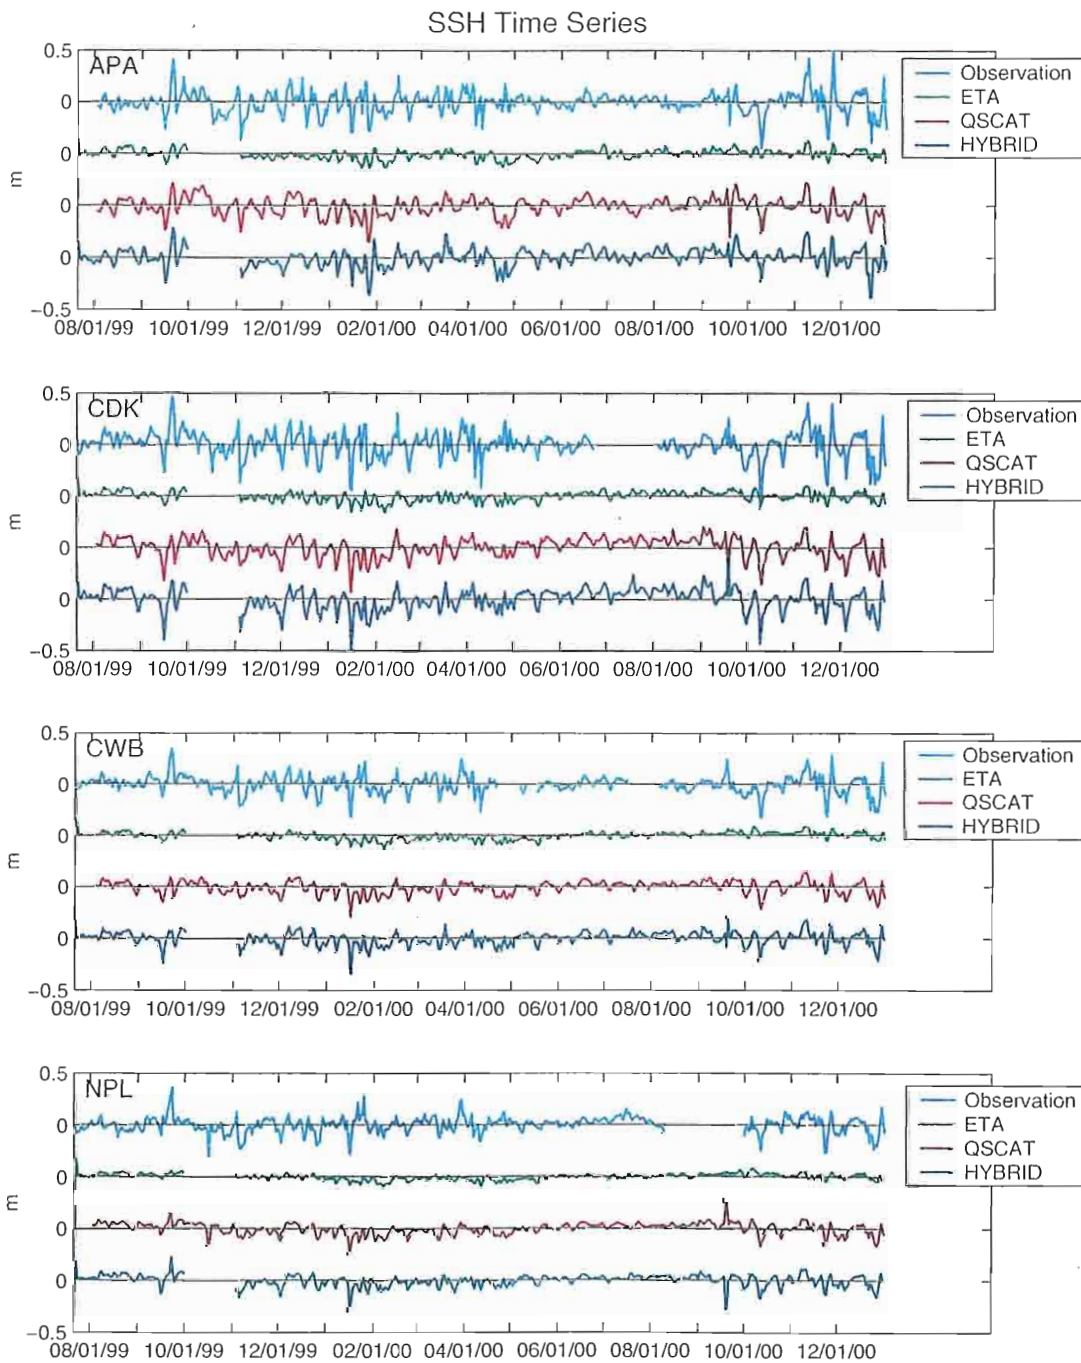 SSH Time Series
0.5
APA
0
0
0
0
-0.5
m
08/01/99 10/01/99 12/01/99 02/01/00 04/01/00 06/01/00 08/01/00 10/01/00 12/01/00
Observation
ETA
QSCAT
HYBRID
0.5
CDK
0
0
0
0
-0.5
m
08/01/99 10/01/99 12/01/99 02/01/00 04/01/00 06/01/00 08/01/00 10/01/00 12/01/00
Observation
ETA
QSCAT
HYBRID
0.5
CWB
0
0
0
0
-0.5
m
08/01/99 10/01/99 12/01/99 02/01/00 04/01/00 06/01/00 08/01/00 10/01/00 12/01/00
Observation
ETA
QSCAT
HYBRID
0.5
NPL
0
0
0
0
-0.5
m
08/01/99 10/01/99 12/01/99 02/01/00 04/01/00 06/01/00 08/01/00 10/01/00 12/01/00
Observation
ETA
QSCAT
HYBRID